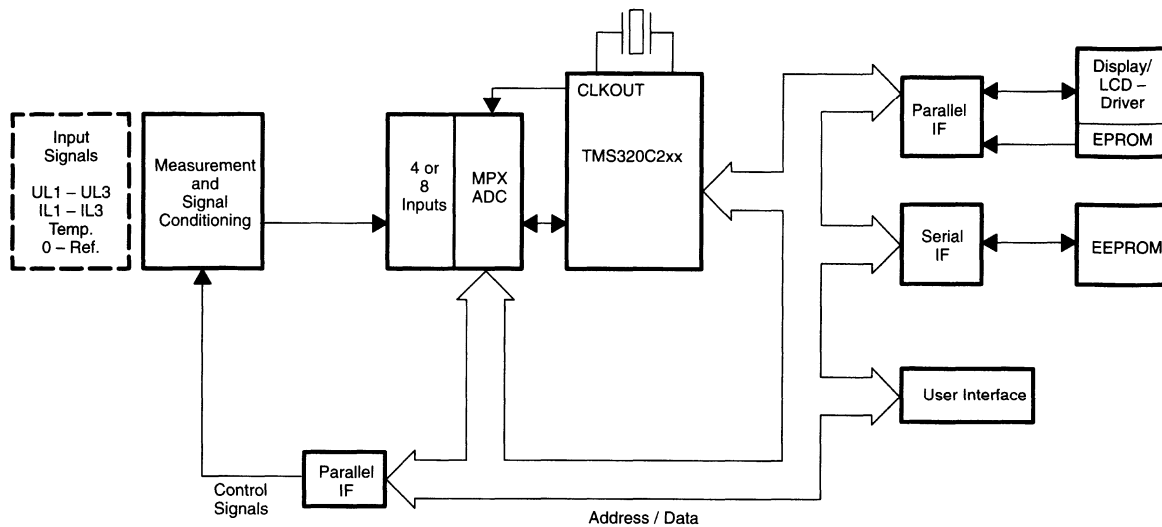 Input
Signals
UL1 – UL3
IL1 – IL3
Temp.
0 – Ref.
Measurement
and
Signal
Conditioning
4 or
8
Inputs
MPX
ADC
CLKOUT
TMS320C2xx
Parallel
IF
Display/
LCD –
Driver
EPROM
Serial
IF
EEPROM
User Interface
Parallel
IF
Control
Signals
Address / Data